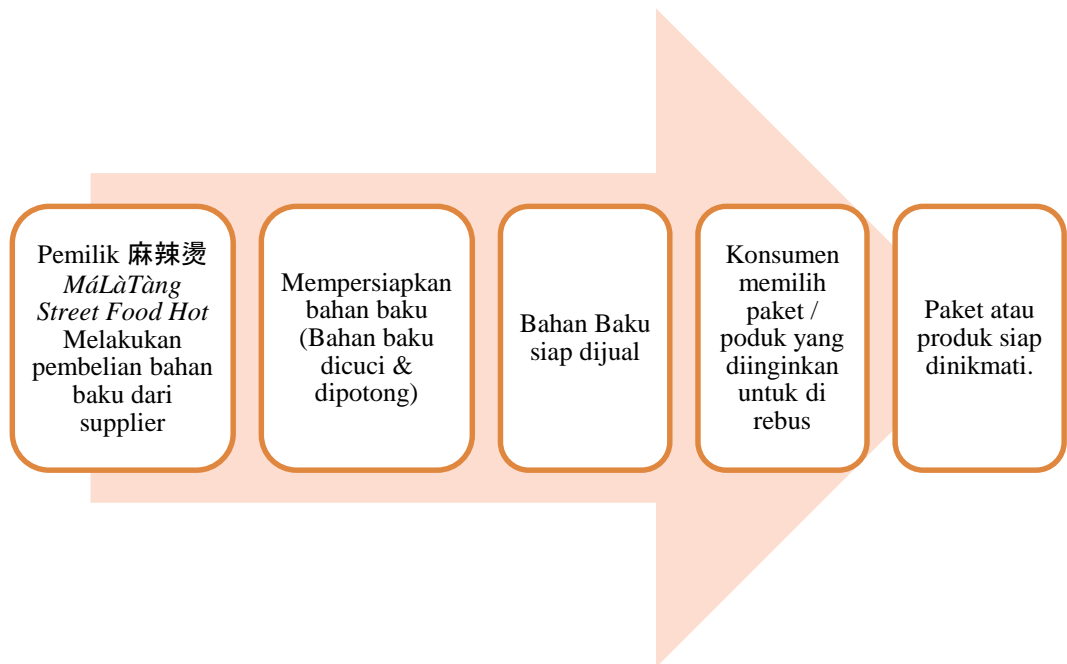 Pemilik 麻辣燙
MáLàTàng
Street Food Hot
Melakukan
pembelian bahan
baku dari
supplier
Mempersiapkan
bahan baku
(Bahan baku
dicuci &
dipotong)
Bahan Baku
siap dijual
Konsumen
memilih
paket /
poduk yang
diinginkan
untuk di
rebus
Paket atau
produk siap
dinikmati.